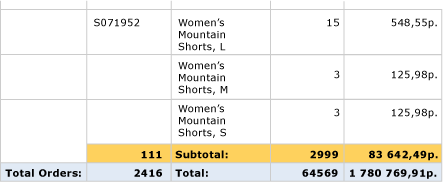 S071952 Women’s 15 548,55р.
Mountain
Shorts, L
Women’s 3 125,98р.
Mountain
Shorts, M
Women’s 3 125,98р.
Mountain
Shorts, S
111 Subtotal: 2999 83 642,49р.
Total Orders: 2416 Total: 64569 1 780 769,91р.